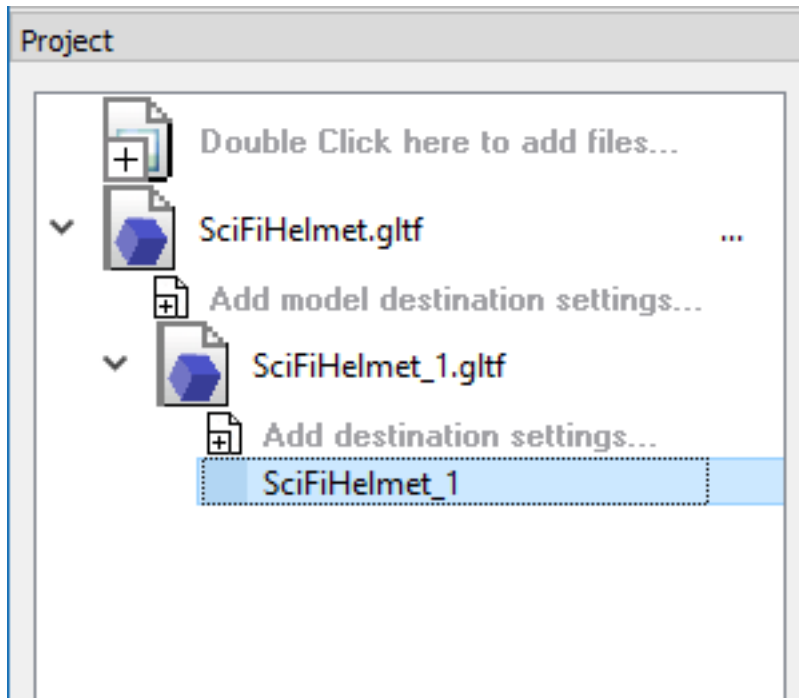 Project
Double Click here to add files...
SciFiHelmet.gltf ...
Add model destination settings...
SciFiHelmet_1.gltf
Add destination settings...
SciFiHelmet_1